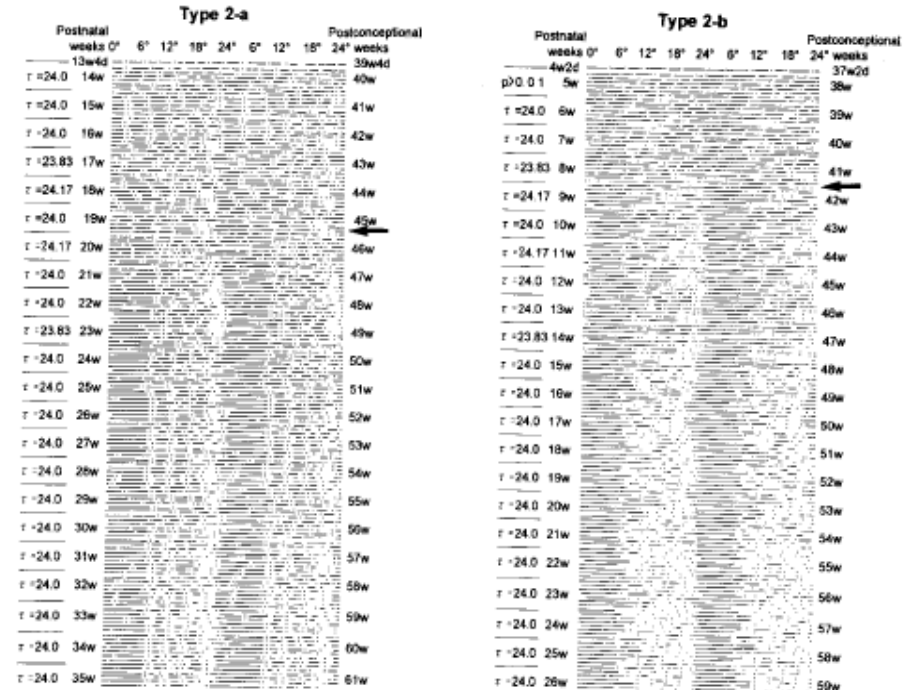 Type 2-a
Postnatal weeks 0° 6° 12° 18° 24° 6° 12° 18° 24° Postconceptional weeks
13w4d 39w4d
τ =24.0 14w 40w
τ =24.0 15w 41w
τ =24.0 16w 42w
τ =23.83 17w 43w
τ =24.17 18w 44w
τ =24.0 19w 45w
τ =24.17 20w 46w
τ =24.0 21w 47w
τ =24.0 22w 48w
τ =23.83 23w 49w
τ =24.0 24w 50w
τ =24.0 25w 51w
τ =24.0 26w 52w
τ =24.0 27w 53w
τ =24.0 28w 54w
τ =24.0 29w 55w
τ =24.0 30w 56w
τ =24.0 31w 57w
τ =24.0 32w 58w
τ =24.0 33w 59w
τ =24.0 34w 60w
τ =24.0 35w 61w
Type 2-b
Postnatal weeks 0° 6° 12° 18° 24° 6° 12° 18° 24° Postconceptional weeks
4w2d 37w2d
p>0.01 5w 38w
τ =24.0 6w 39w
τ =24.0 7w 40w
τ =23.83 8w 41w
τ =24.17 9w 42w
τ =24.0 10w 43w
τ =24.17 11w 44w
τ =24.0 12w 45w
τ =24.0 13w 46w
τ =23.83 14w 47w
τ =24.0 15w 48w
τ =24.0 16w 49w
τ =24.0 17w 50w
τ =24.0 18w 51w
τ =24.0 19w 52w
τ =24.0 20w 53w
τ =24.0 21w 54w
τ =24.0 22w 55w
τ =24.0 23w 56w
τ =24.0 24w 57w
τ =24.0 25w 58w
τ =24.0 26w 59w